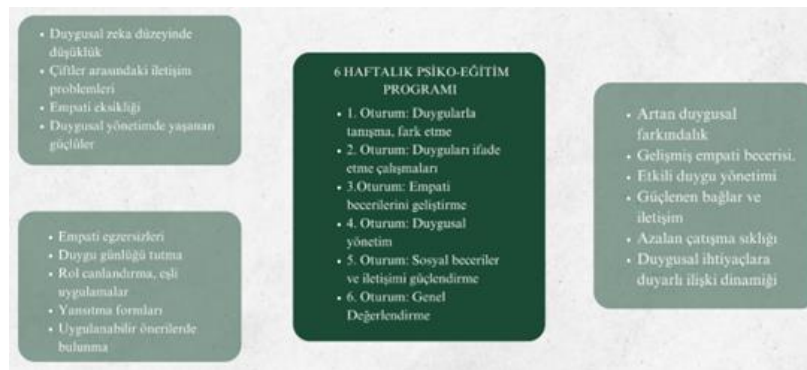 • Duygusal zeka düzeyinde
düşüklük
• Çiftler arasındaki iletişim
problemleri
• Empati eksikliği
• Duygusal yönetimde yaşanan
güçlüler
• Empati egzersizleri
• Duygu günlüğü tutma
• Rol canlandırma, eşli
uygulamalar
• Yansıtma formları
• Uygulanabilir önerilerde
bulunma
6 HAFTALIK PSİKO-EĞİTİM
PROGRAMI
• 1. Oturum: Duygularla
tanışma, fark etme
• 2. Oturum: Duyguları ifade
etme çalışmaları
• 3.Oturum: Empati
becerilerini geliştirme
• 4. Oturum: Duygusal
yönetim
• 5. Oturum: Sosyal beceriler
ve iletişimi güçlendirme
• 6. Oturum: Genel
Değerlendirme
• Artan duygusal
farkındalık
• Gelişmiş empati becerisi.
• Etkili duygu yönetimi
• Güçlenen bağlar ve
iletişim
• Azalan çatışma sıklığı
• Duygusal ihtiyaçlara
duyarlı ilişki dinamiği